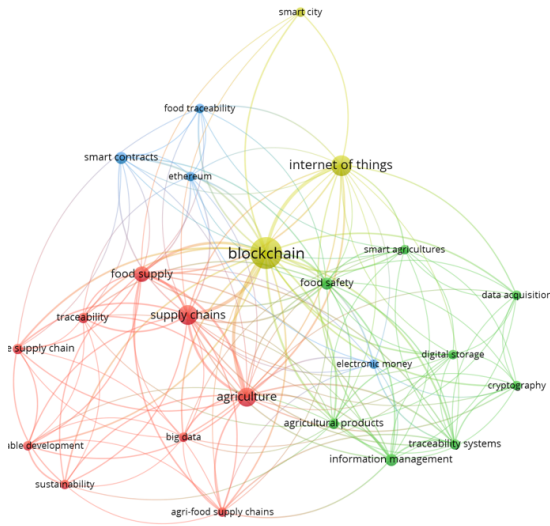 smart city
food traceability
smart contracts
internet of things
ethereum
blockchain
smart agricultures
food supply
food safety
data acquisition
traceability
supply chains
e supply chain
electronic money
digital storage
cryptography
agriculture
agricultural products
big data
traceability systems
able development
information management
sustainability
agri-food supply chains